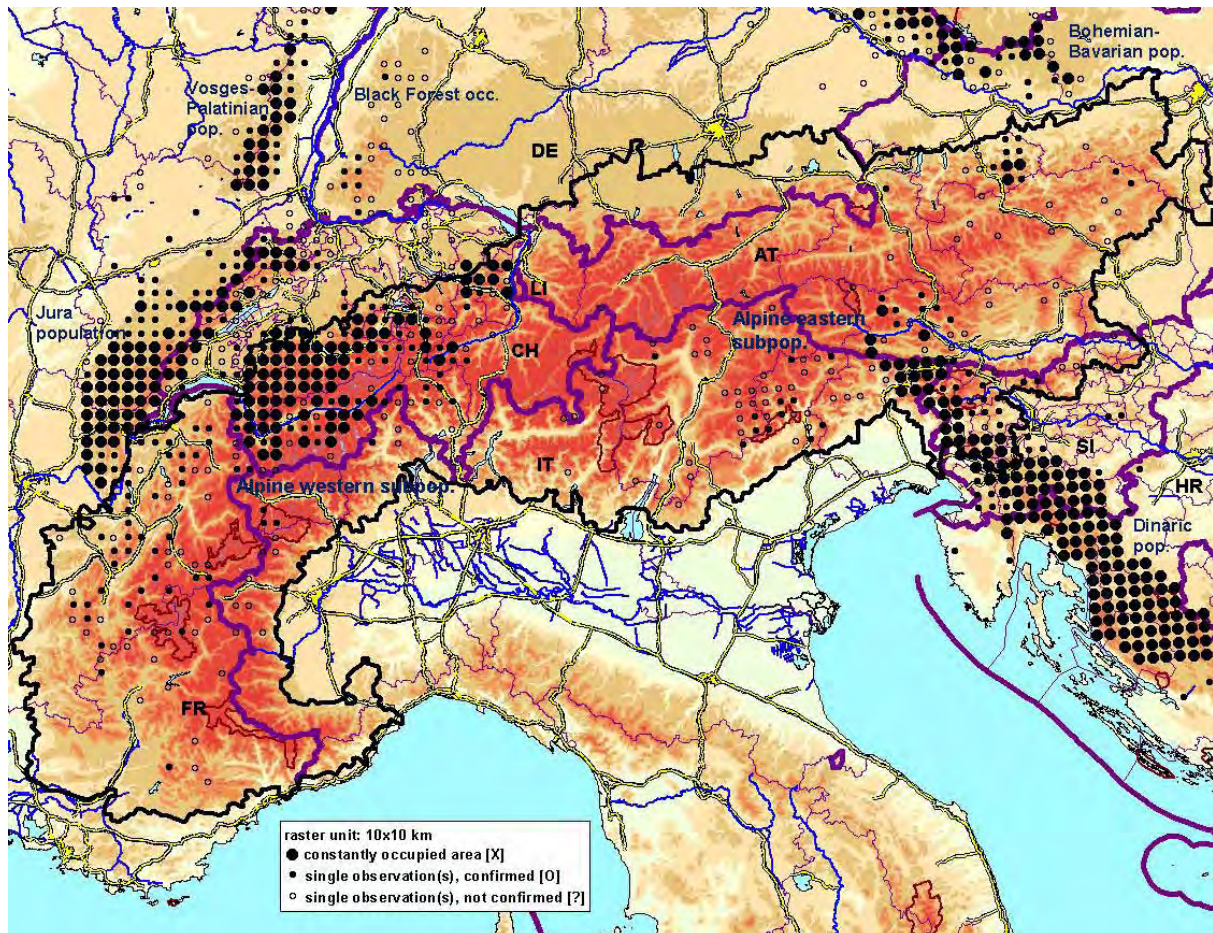 Bohemian-
Bavarian pop.
Vosges-
Palatinian
pop.
Black Forest occ.
DE
AT
LI
Jura
population
Alpine eastern
subpop.
CH
IT
SI
HR
Alpine western subpop.
Dinaric
pop.
FR
raster unit: 10x10 km
constantly occupied area [X]
single observation(s), confirmed [O]
single observation(s), not confirmed [?]